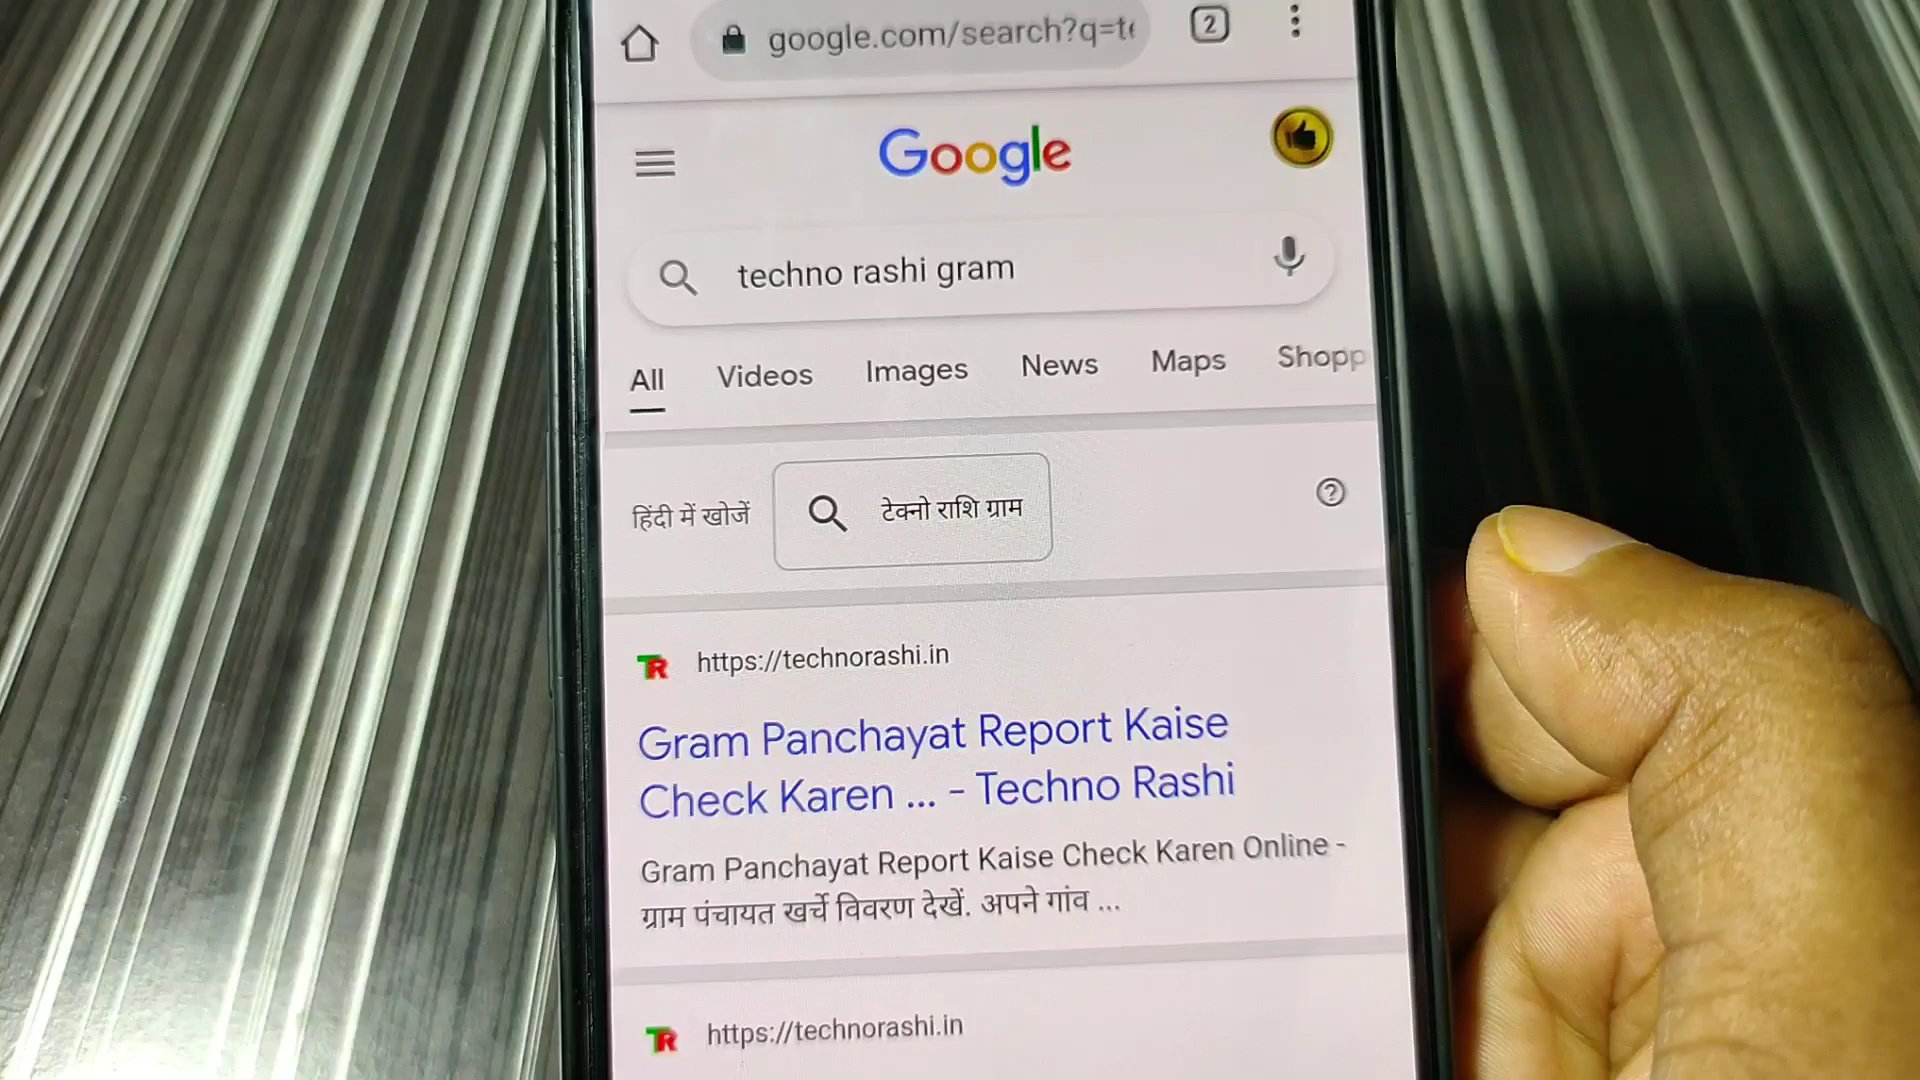 google.com/search?q=te
2
Google
techno rashi gram
All Videos Images News Maps Shopp
हिंदी में खोजें टेक्नो राशि ग्राम
TR https://technorashi.in
Gram Panchayat Report Kaise
Check Karen ... - Techno Rashi
Gram Panchayat Report Kaise Check Karen Online -
ग्राम पंचायत खर्चे विवरण देखें. अपने गांव ...
TR https://technorashi.in